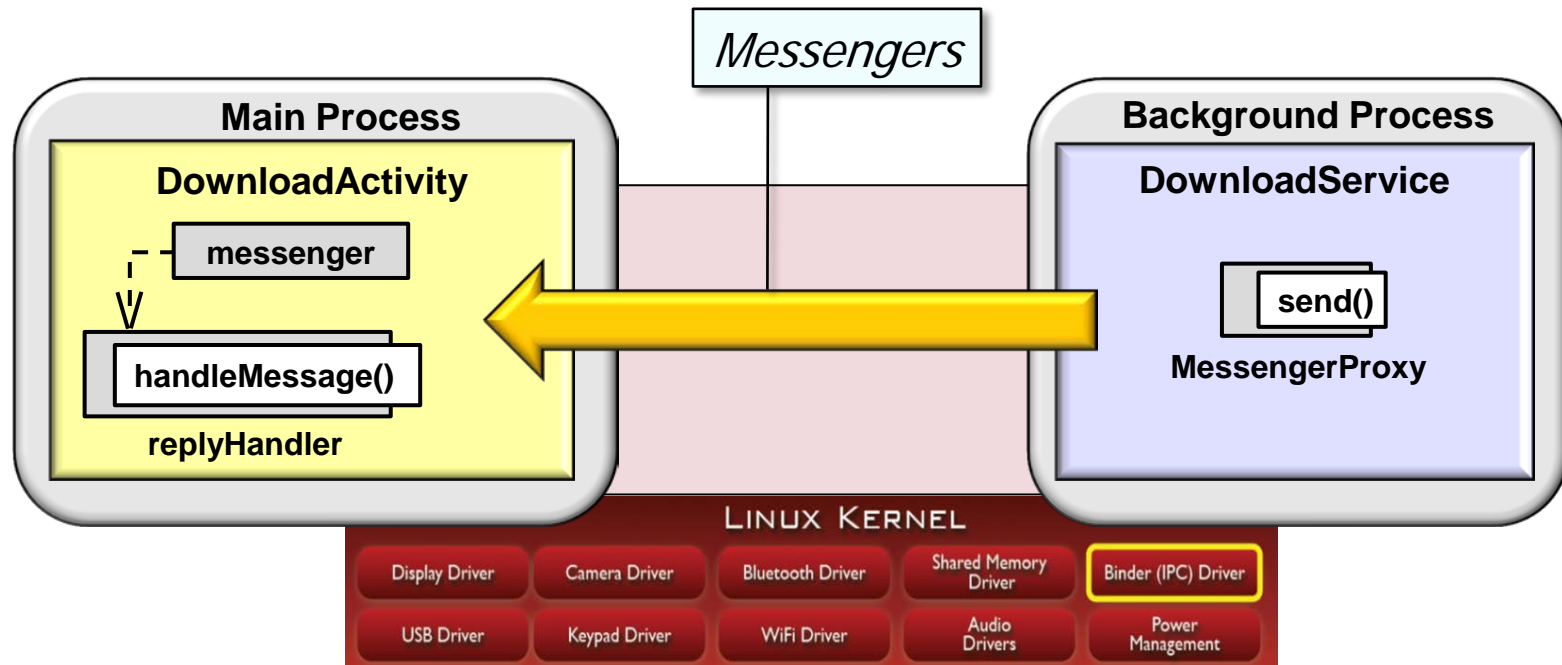 Messengers
Main Process
DownloadActivity
messenger
handleMessage()
replyHandler
Background Process
DownloadService
send()
MessengerProxy
LINUX KERNEL
Display Driver
Camera Driver
Bluetooth Driver
Shared Memory
Driver
Binder (IPC) Driver
USB Driver
Keypad Driver
WiFi Driver
Audio
Drivers
Power
Management